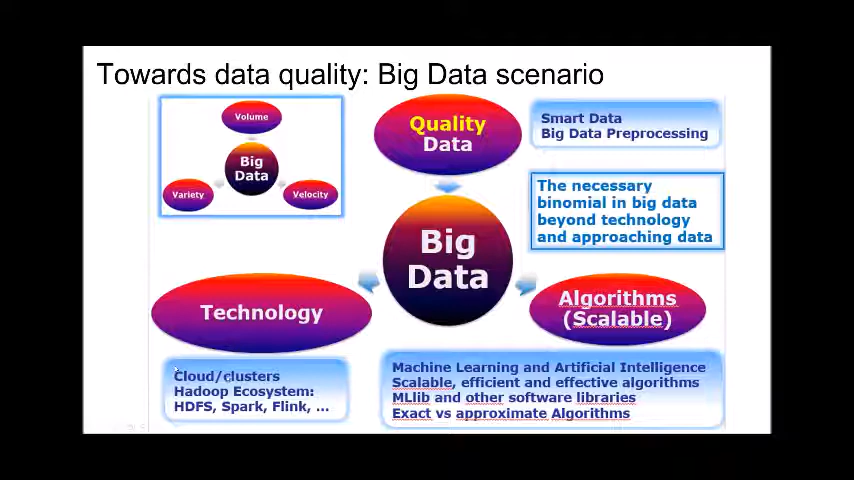 Towards data quality: Big Data scenario
Volume
Big
Data
Variety
Velocity
Quality
Data
Smart Data
Big Data Preprocessing
The necessary
binomial in big data
beyond technology
and approaching data
Big
Data
Technology
Algorithms
(Scalable)
Cloud/clusters
Hadoop Ecosystem:
HDFS, Spark, Flink, ...
Machine Learning and Artificial Intelligence
Scalable, efficient and effective algorithms
MLlib and other software libraries
Exact vs approximate Algorithms